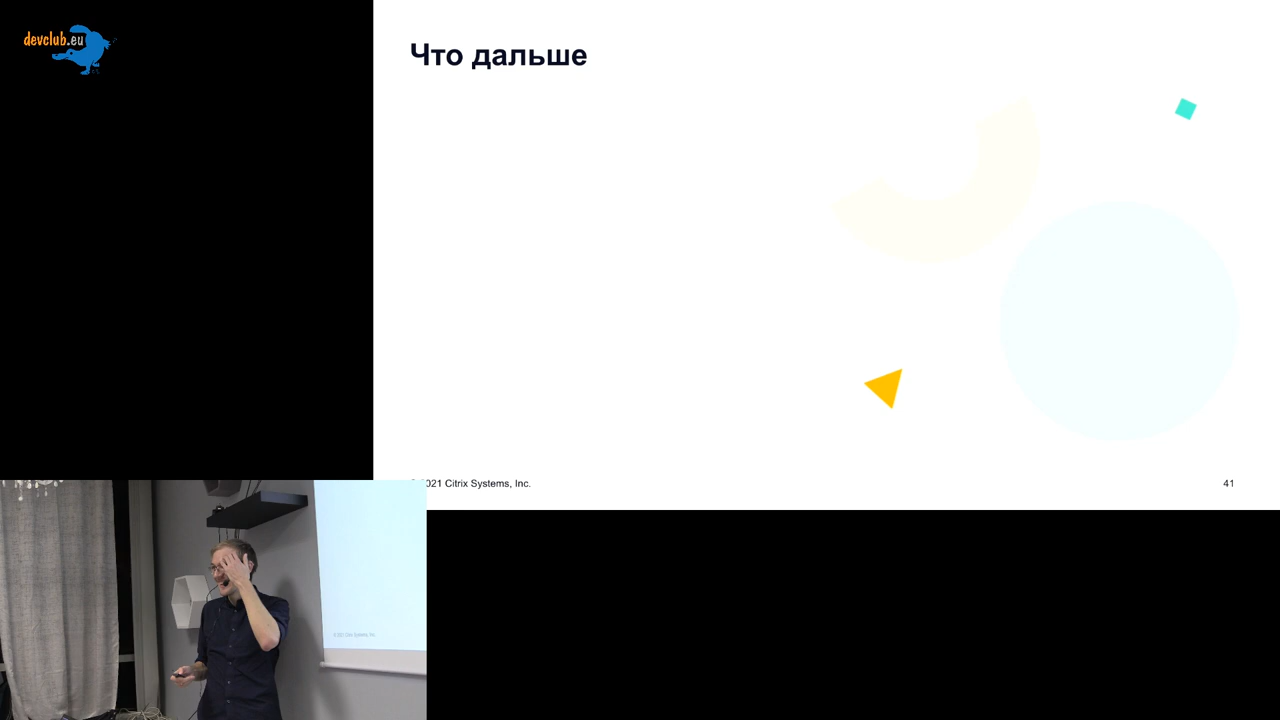 devclub.eu
Что дальше
2021 Citrix Systems, Inc.
41